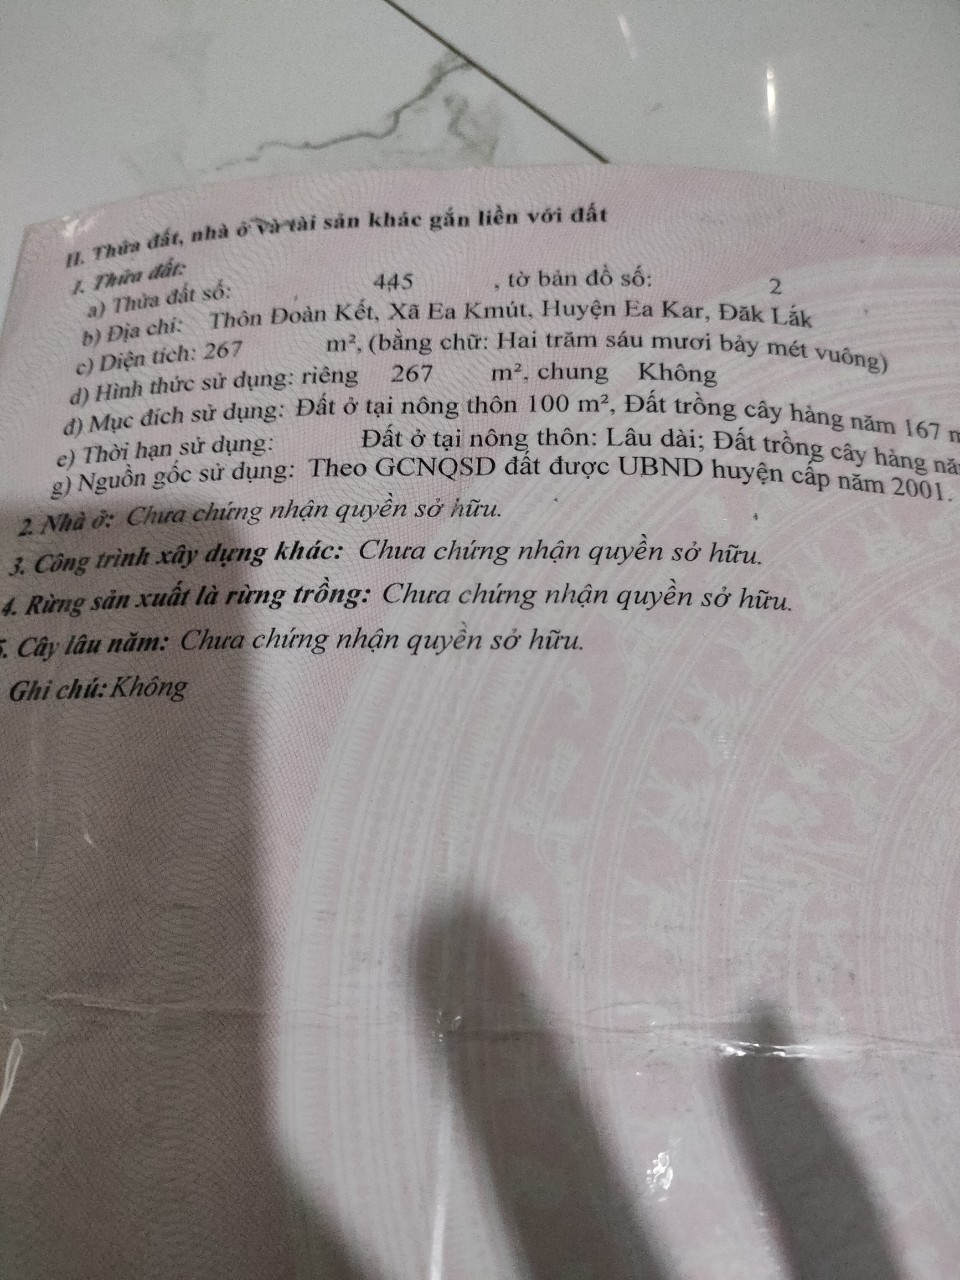 II. Thửa đất, nhà ở và tài sản khác gắn liền với đất
1. Thửa đất:
a) Thửa đất số: 445 , tờ bản đồ số: 2
b) Địa chỉ: Thôn Đoàn Kết, Xã Ea Kmút, Huyện Ea Kar, Đăk Lắk
c) Diện tích: 267 m², (bằng chữ: Hai trăm sáu mươi bảy mét vuông)
d) Hình thức sử dụng: riêng 267 m², chung Không
đ) Mục đích sử dụng: Đất ở tại nông thôn 100 m², Đất trồng cây hàng năm 167
e) Thời hạn sử dụng: Đất ở tại nông thôn: Lâu dài; Đất trồng cây hàng
g) Nguồn gốc sử dụng: Theo GCNQSD đất được UBND huyện cấp năm 2001.
2. Nhà ở: Chưa chứng nhận quyền sở hữu.
3. Công trình xây dựng khác: Chưa chứng nhận quyền sở hữu.
4. Rừng sản xuất là rừng trồng: Chưa chứng nhận quyền sở hữu.
5. Cây lâu năm: Chưa chứng nhận quyền sở hữu.
Ghi chú: Không